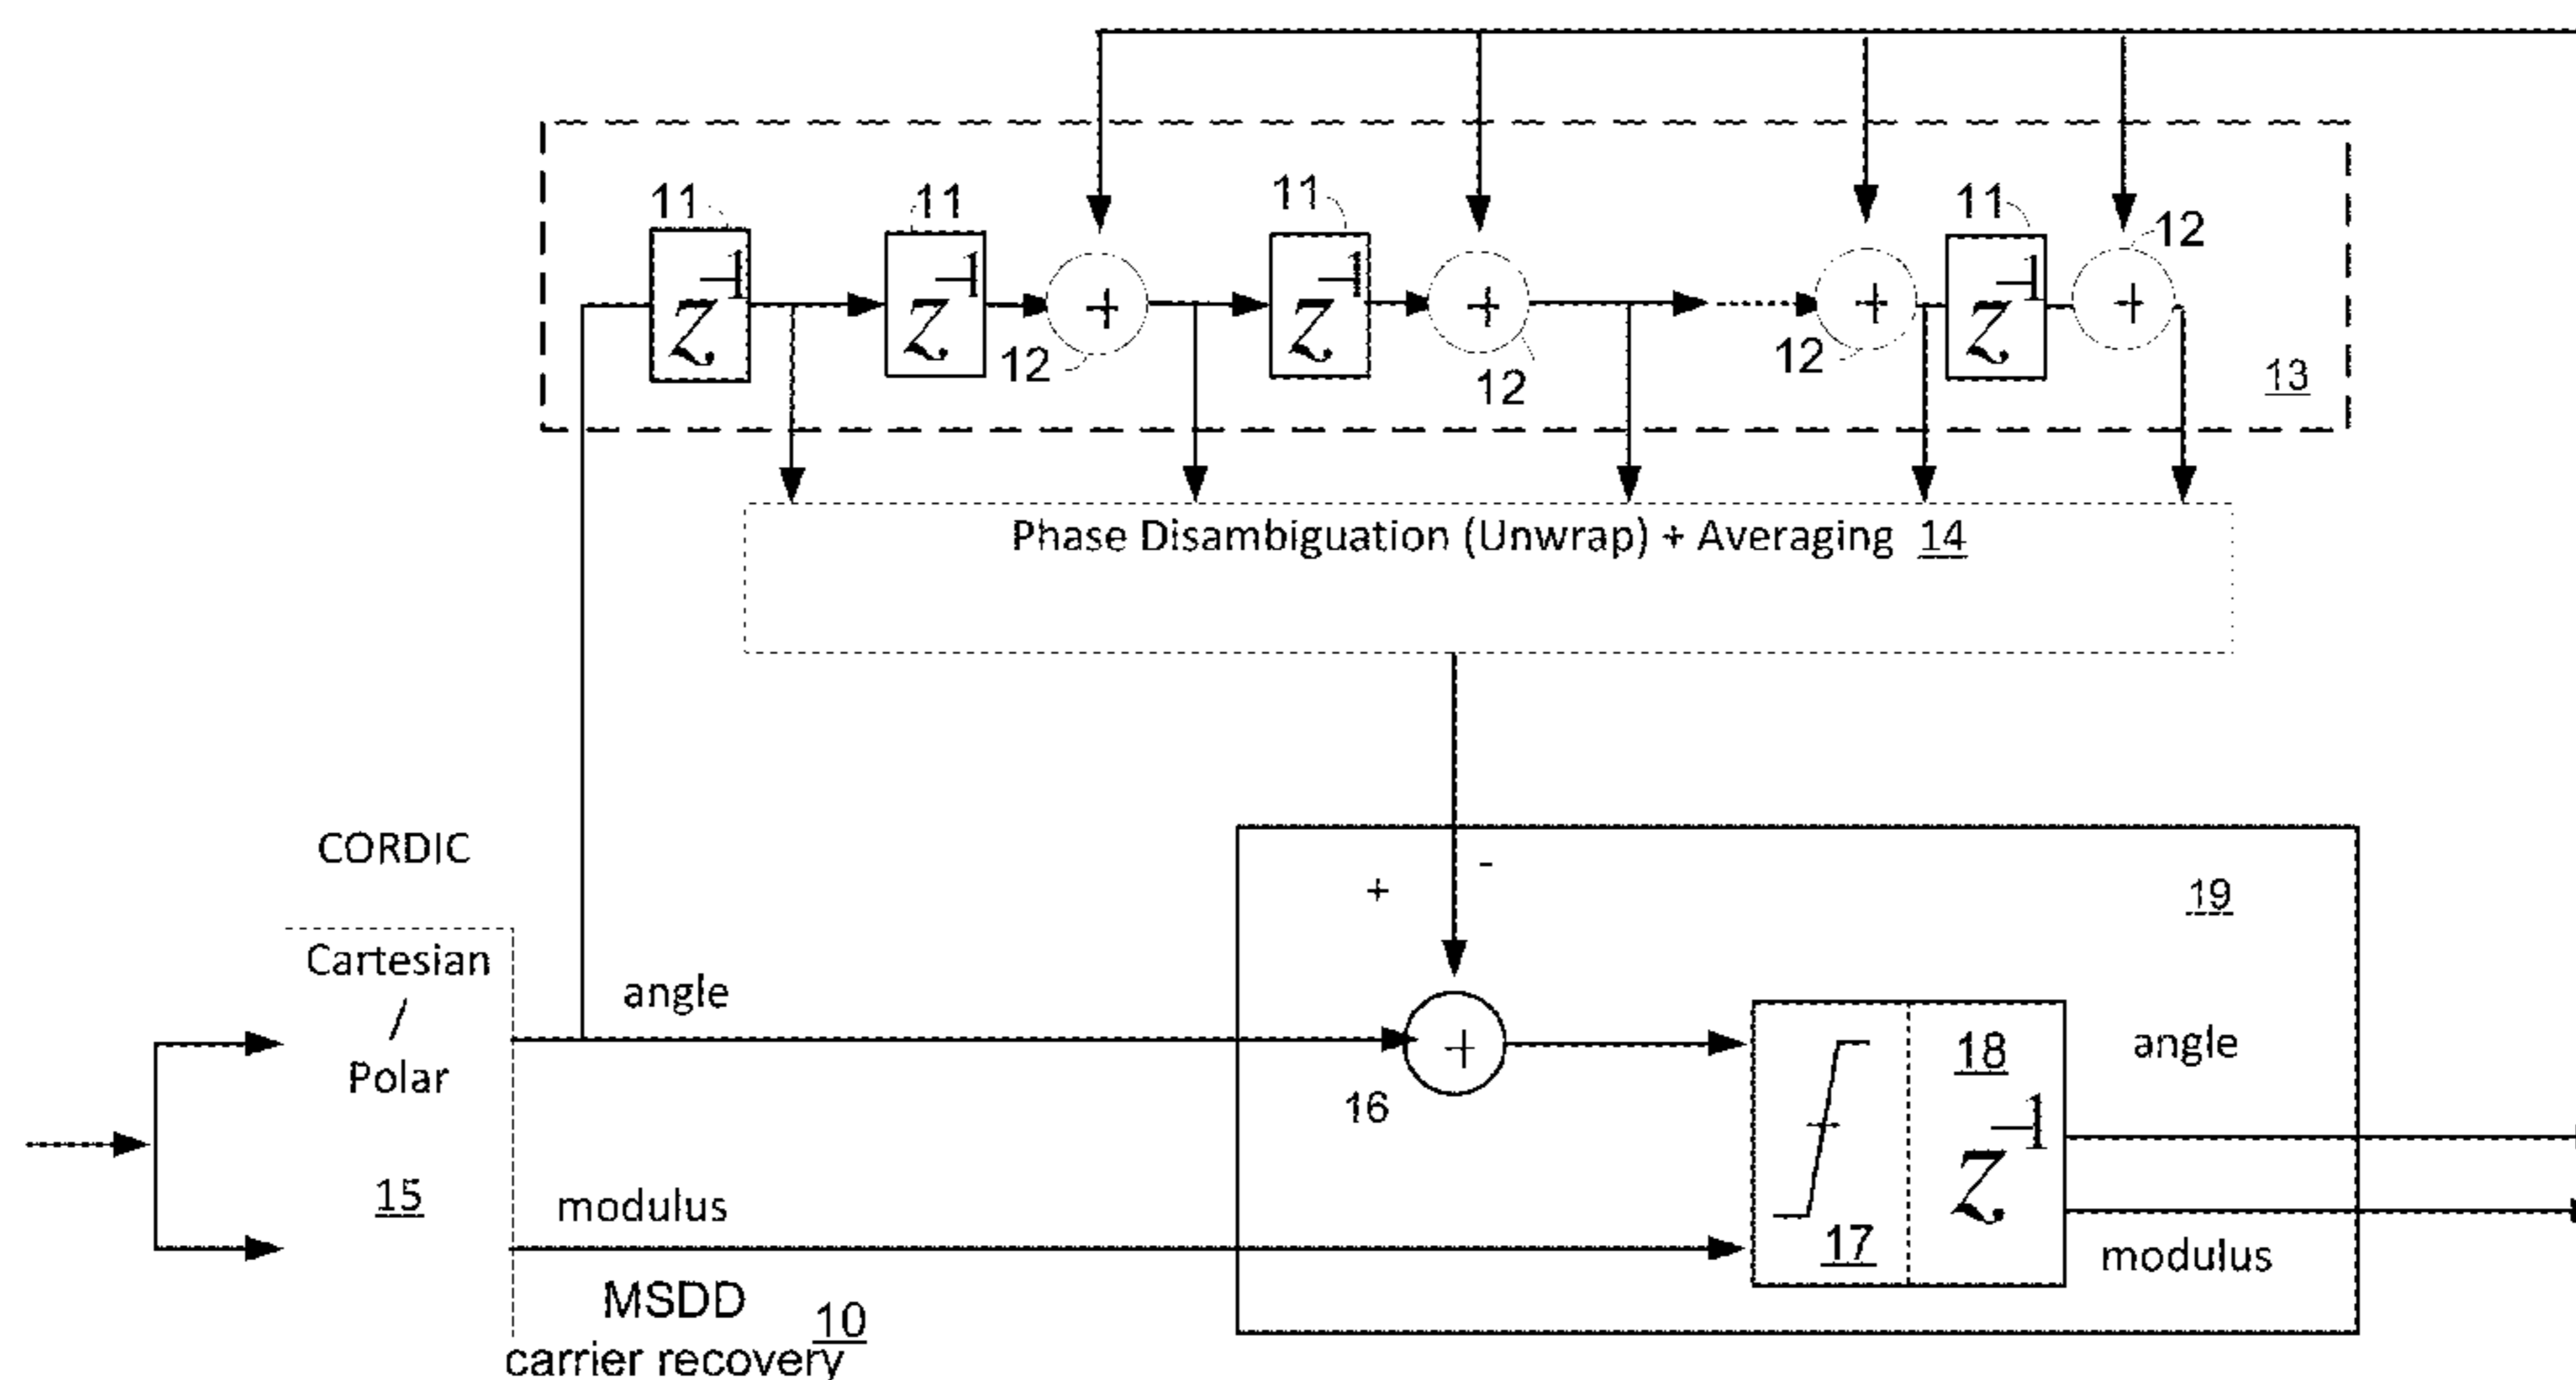 11 11 11 11 12
z⁻¹ z⁻¹ + z⁻¹ + + z⁻¹ +
12 12 12 13
Phase Disambiguation (Unwrap) + Averaging 14
CORDIC
+ - 19
Cartesian
/
Polar
15
angle
+
16
modulus
17
18
z⁻¹
angle
modulus
MSDD
carrier recovery 10